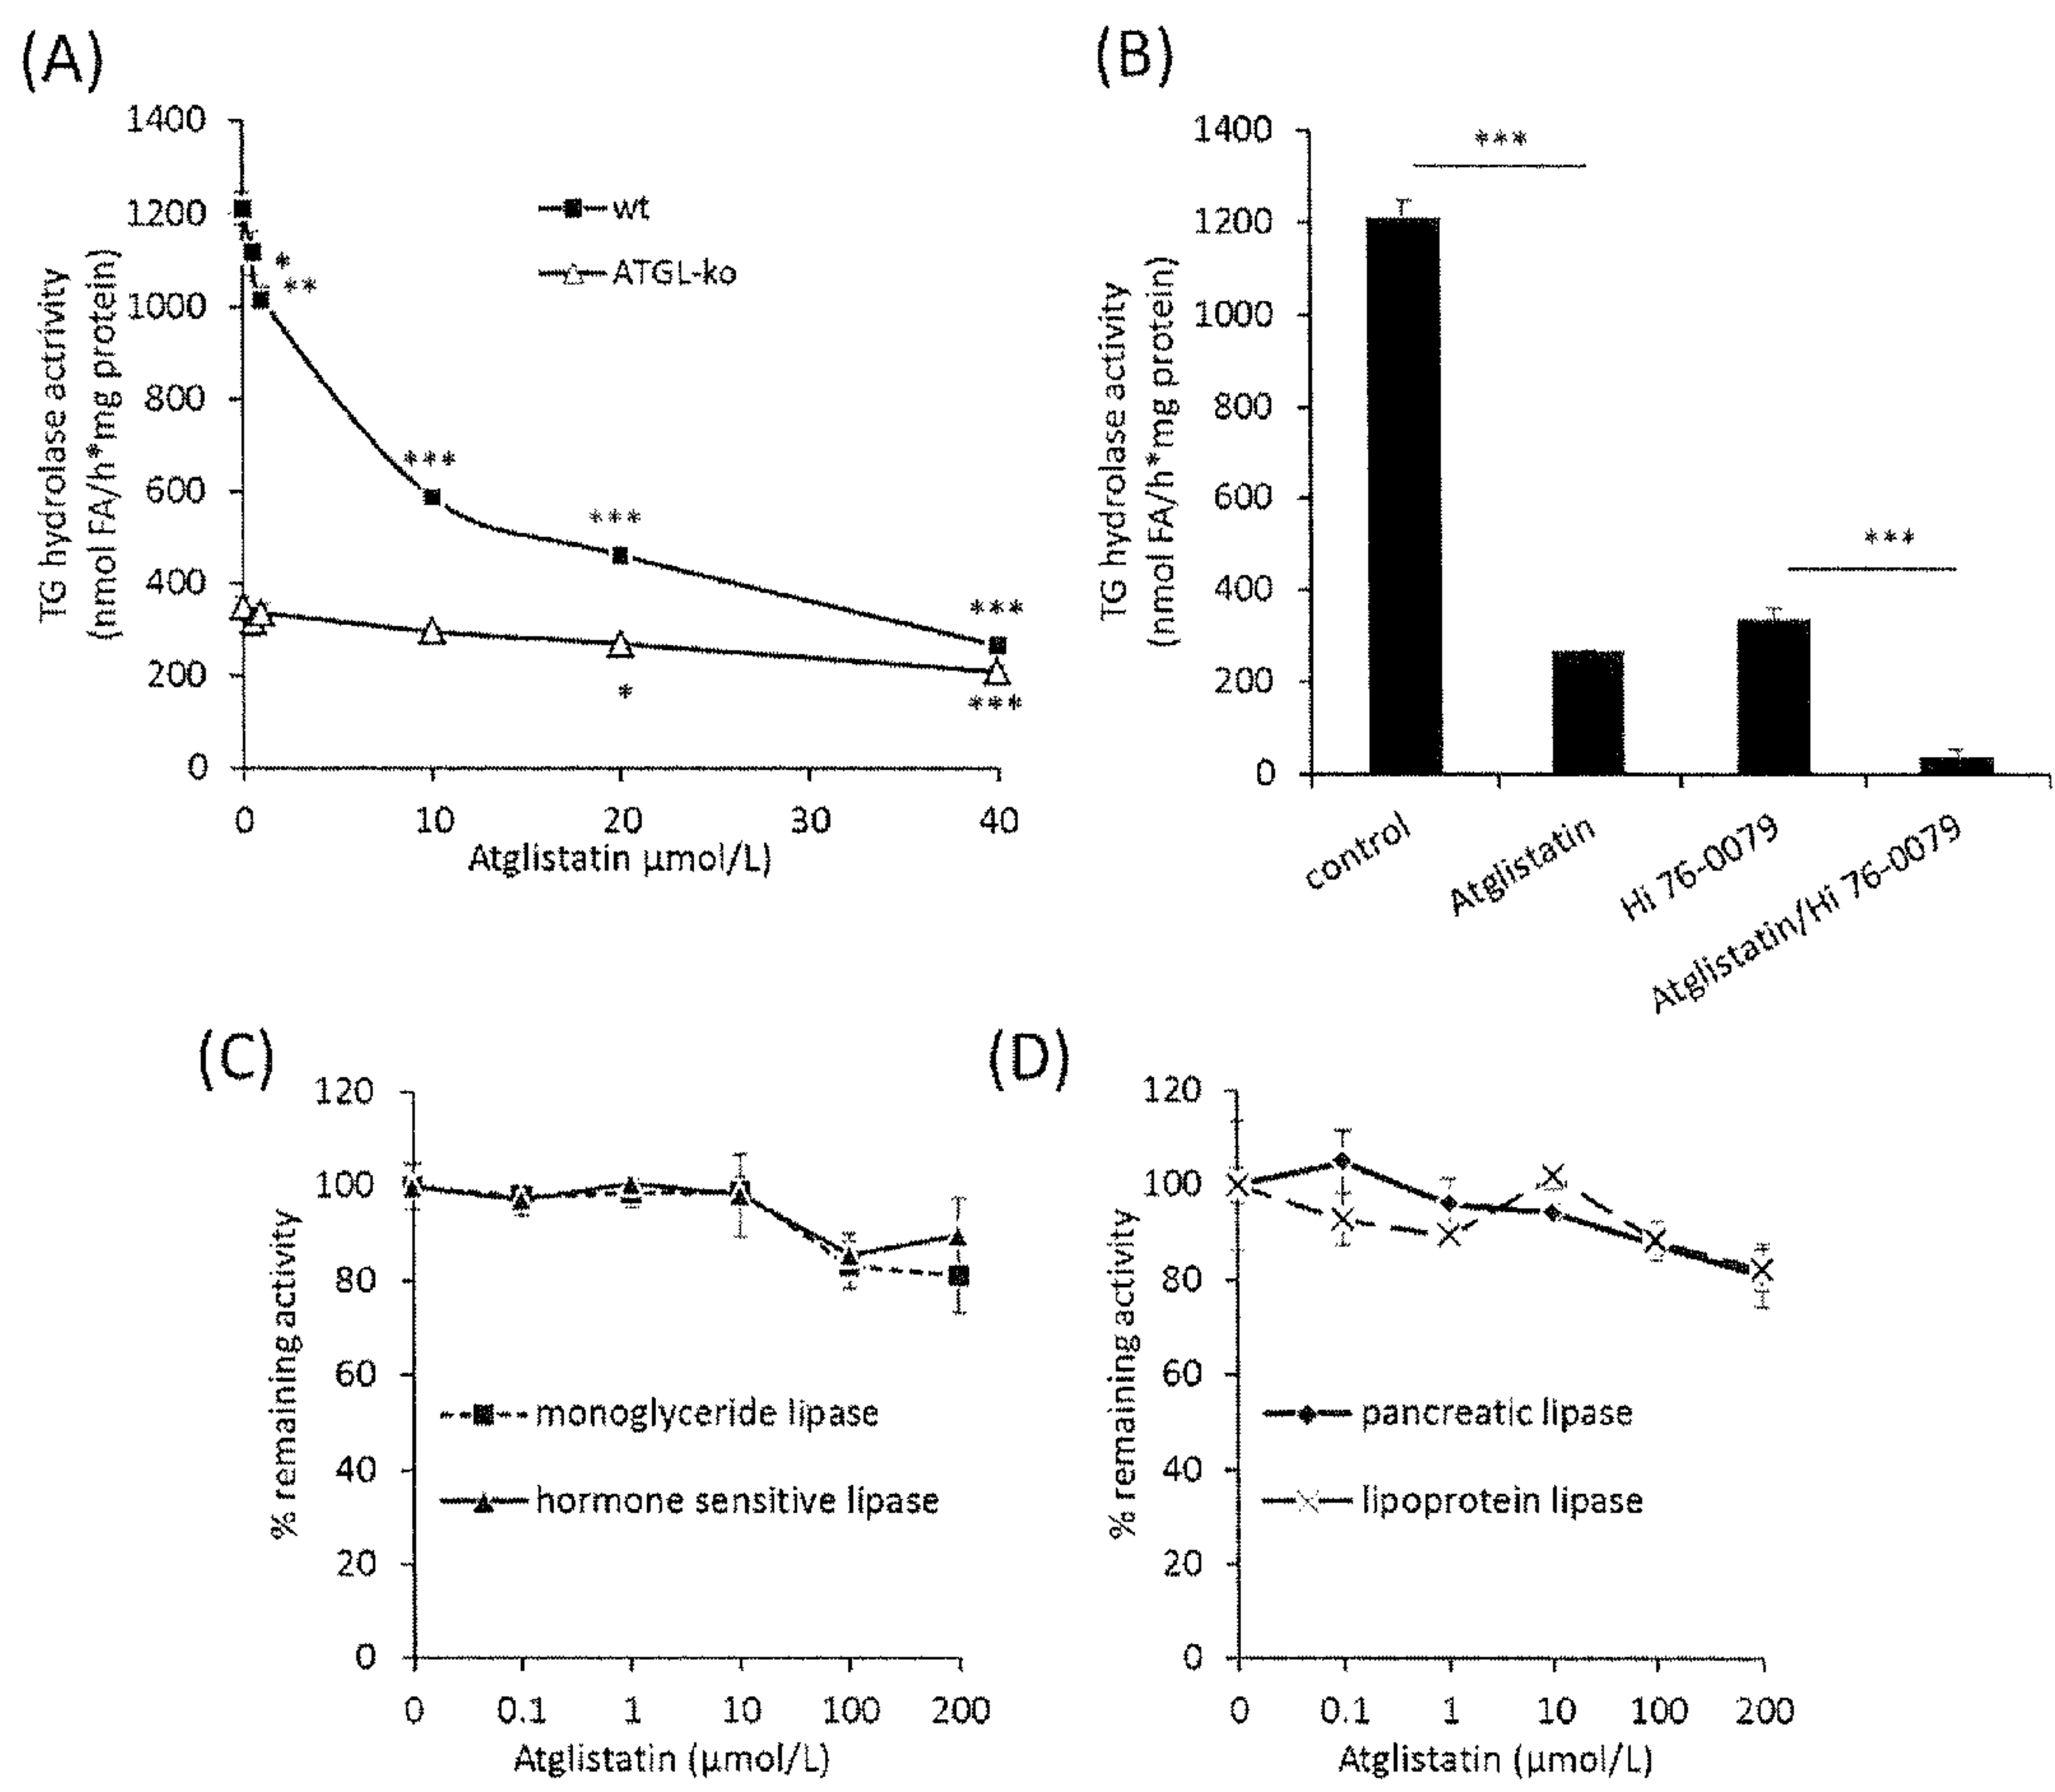 (A)
1400
1200
1000
800
600
400
200
0
TG hydrolase actrivity
(nmol FA/h*mg protein)
wt
ATGL-ko
*
**
***
***
***
*
***
0 10 20 30 40
Atglistatin µmol/L)
(B)
1400
1200
1000
800
600
400
200
0
TG hydrolase activity
(nmol FA/h*mg protein)
***
***
control
Atglistatin
Hi 76-0079
Atglistatin/Hi 76-0079
(C)
120
100
80
60
40
20
0
% remaining activity
monoglyceride lipase
hormone sensitive lipase
0 0.1 1 10 100 200
Atglistatin (µmol/L)
(D)
120
100
80
60
40
20
0
% remaining activity
pancreatic lipase
lipoprotein lipase
0 0.1 1 10 100 200
Atglistatin (µmol/L)